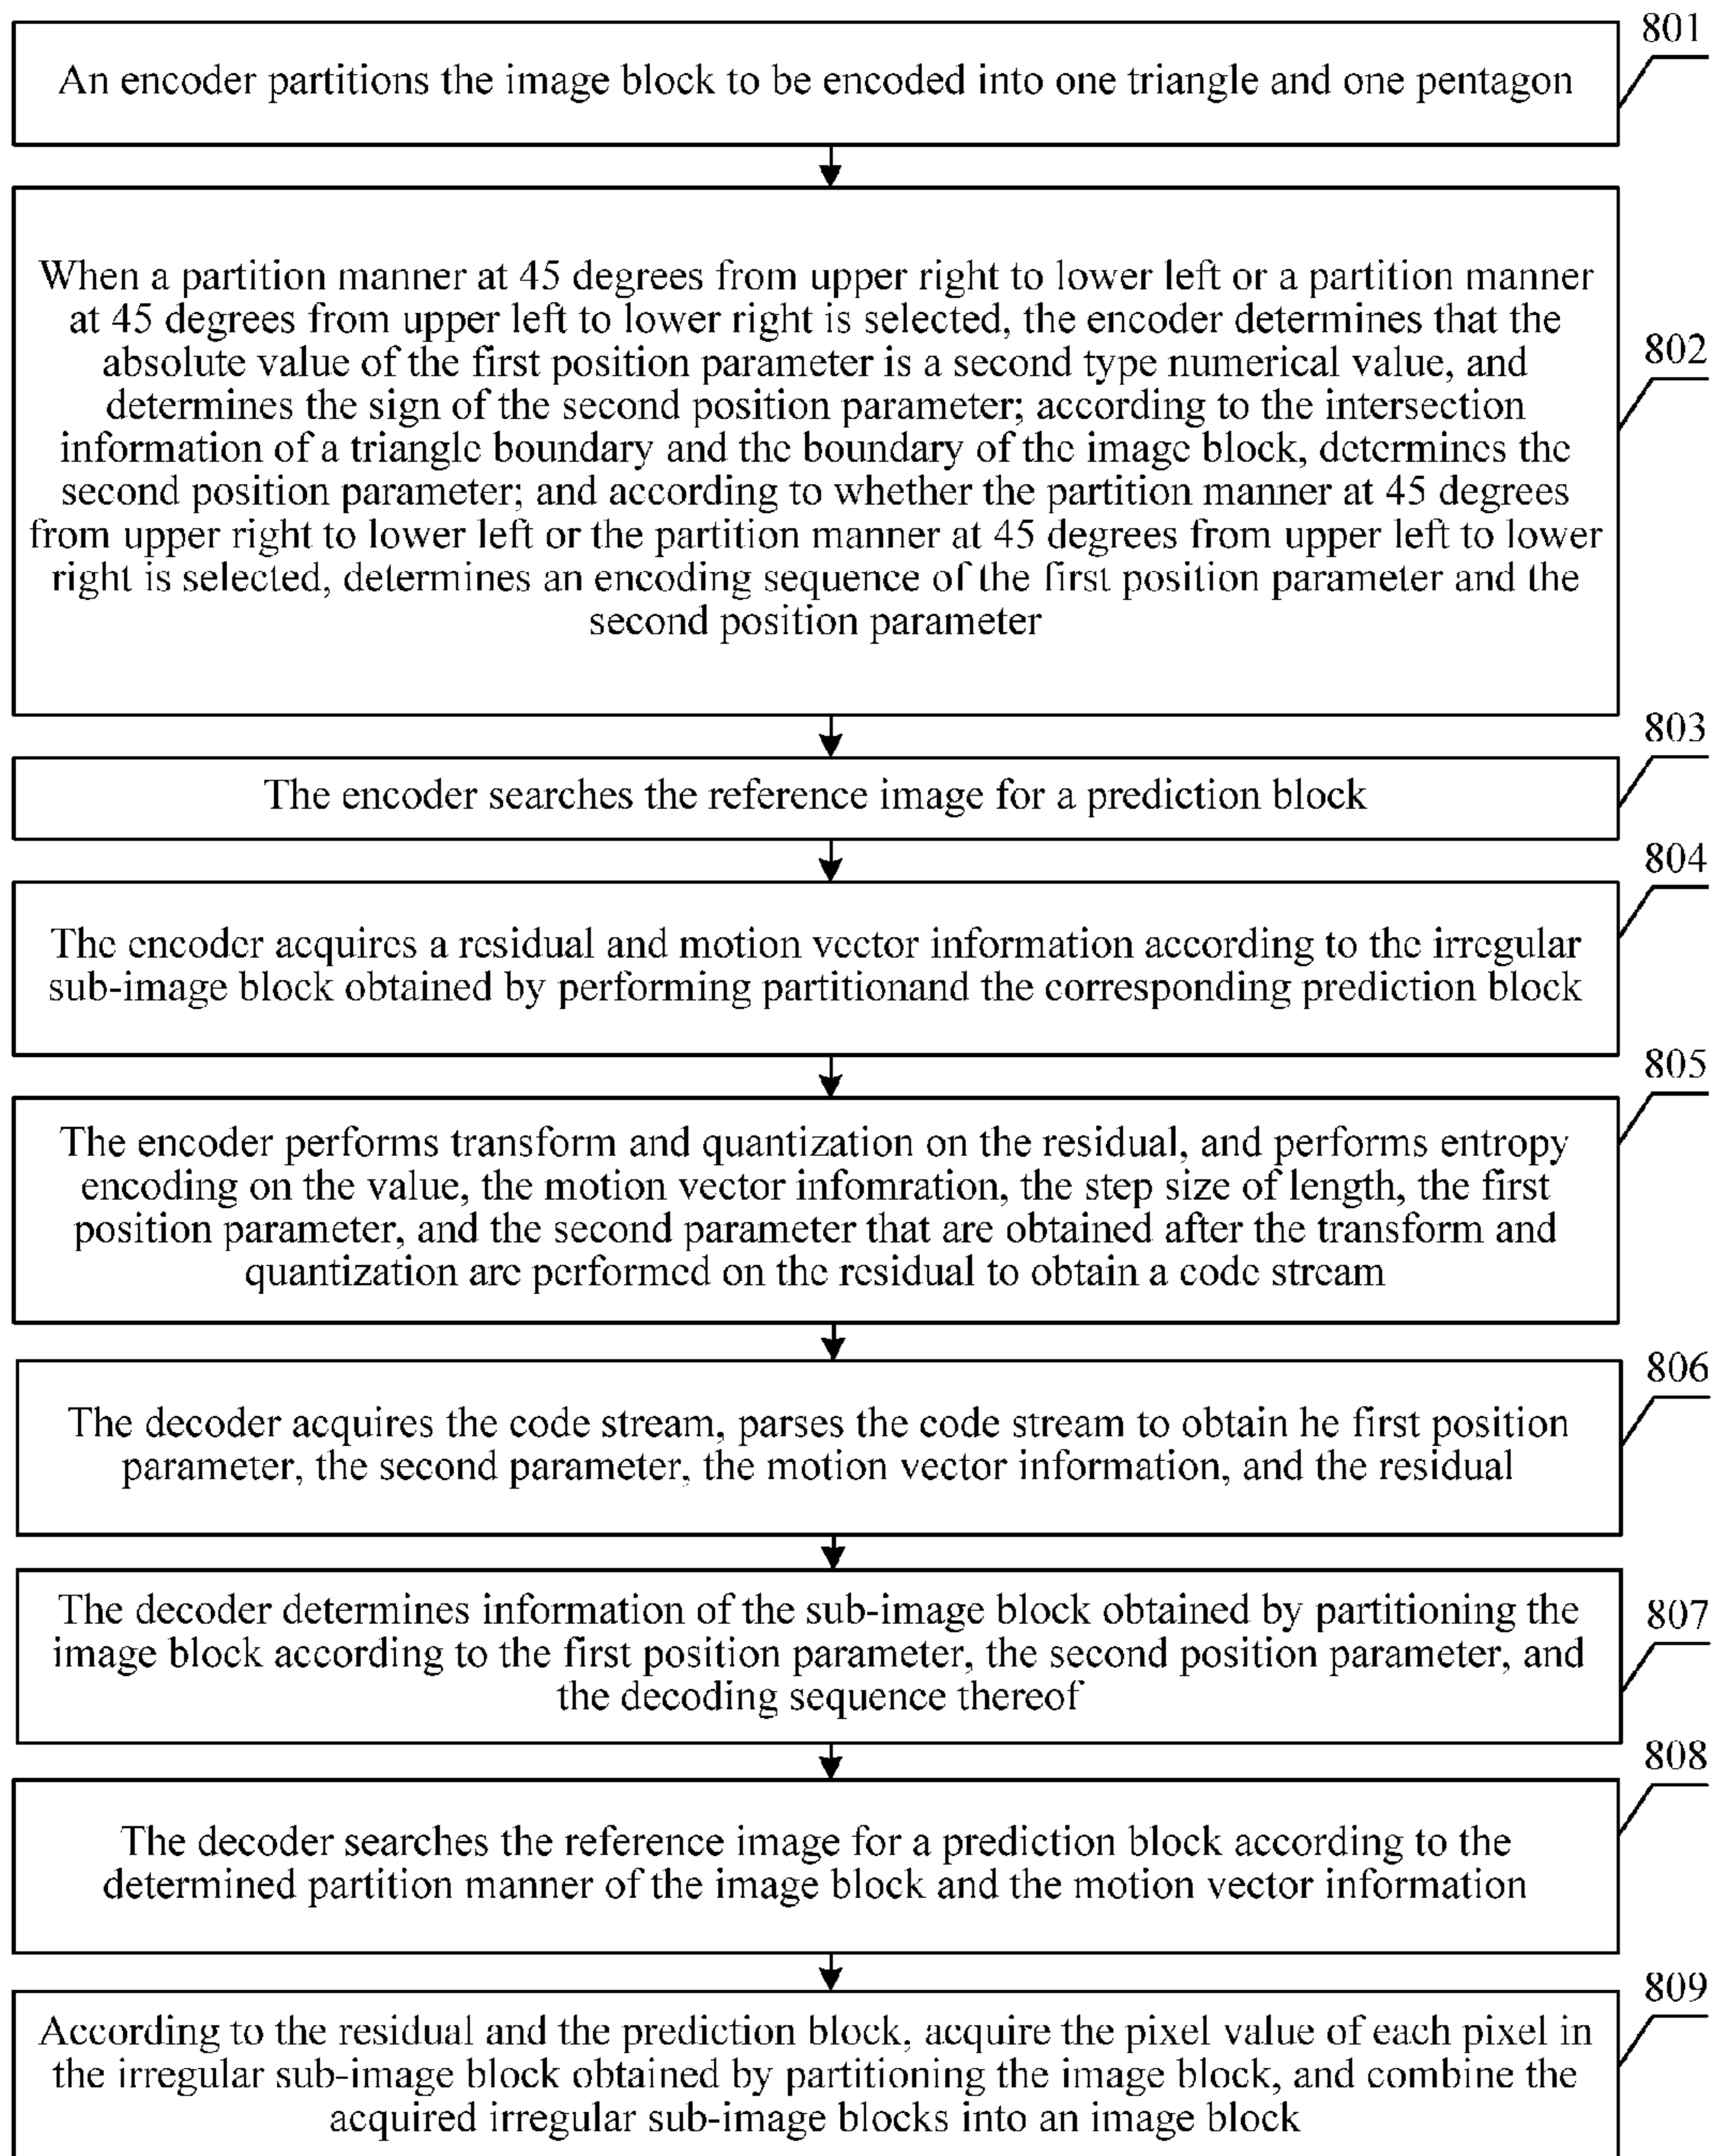 801
An encoder partitions the image block to be encoded into one triangle and one pentagon
When a partition manner at 45 degrees from upper right to lower left or a partition manner
at 45 degrees from upper left to lower right is selected, the encoder determines that the
absolute value of the first position parameter is a second type numerical value, and
determines the sign of the second position parameter; according to the intersection
information of a triangle boundary and the boundary of the image block, determines the
second position parameter; and according to whether the partition manner at 45 degrees
from upper right to lower left or the partition manner at 45 degrees from upper left to lower
right is selected, determines an encoding sequence of the first position parameter and the
second position parameter
802
803
The encoder searches the reference image for a prediction block
804
The encoder acquires a residual and motion vector information according to the irregular
sub-image block obtained by performing partitionand the corresponding prediction block
805
The encoder performs transform and quantization on the residual, and performs entropy
encoding on the value, the motion vector infomration, the step size of length, the first
position parameter, and the second parameter that are obtained after the transform and
quantization are performed on the residual to obtain a code stream
806
The decoder acquires the code stream, parses the code stream to obtain he first position
parameter, the second parameter, the motion vector information, and the residual
807
The decoder determines information of the sub-image block obtained by partitioning the
image block according to the first position parameter, the second position parameter, and
the decoding sequence thereof
808
The decoder searches the reference image for a prediction block according to the
determined partition manner of the image block and the motion vector information
809
According to the residual and the prediction block, acquire the pixel value of each pixel in
the irregular sub-image block obtained by partitioning the image block, and combine the
acquired irregular sub-image blocks into an image block